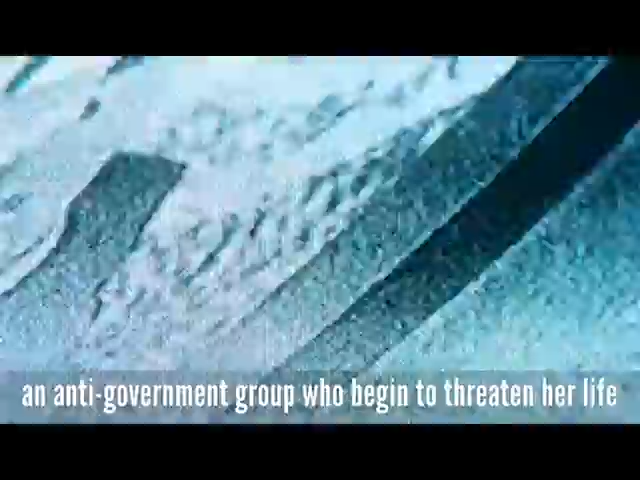 an anti-government group who begin to threaten her life